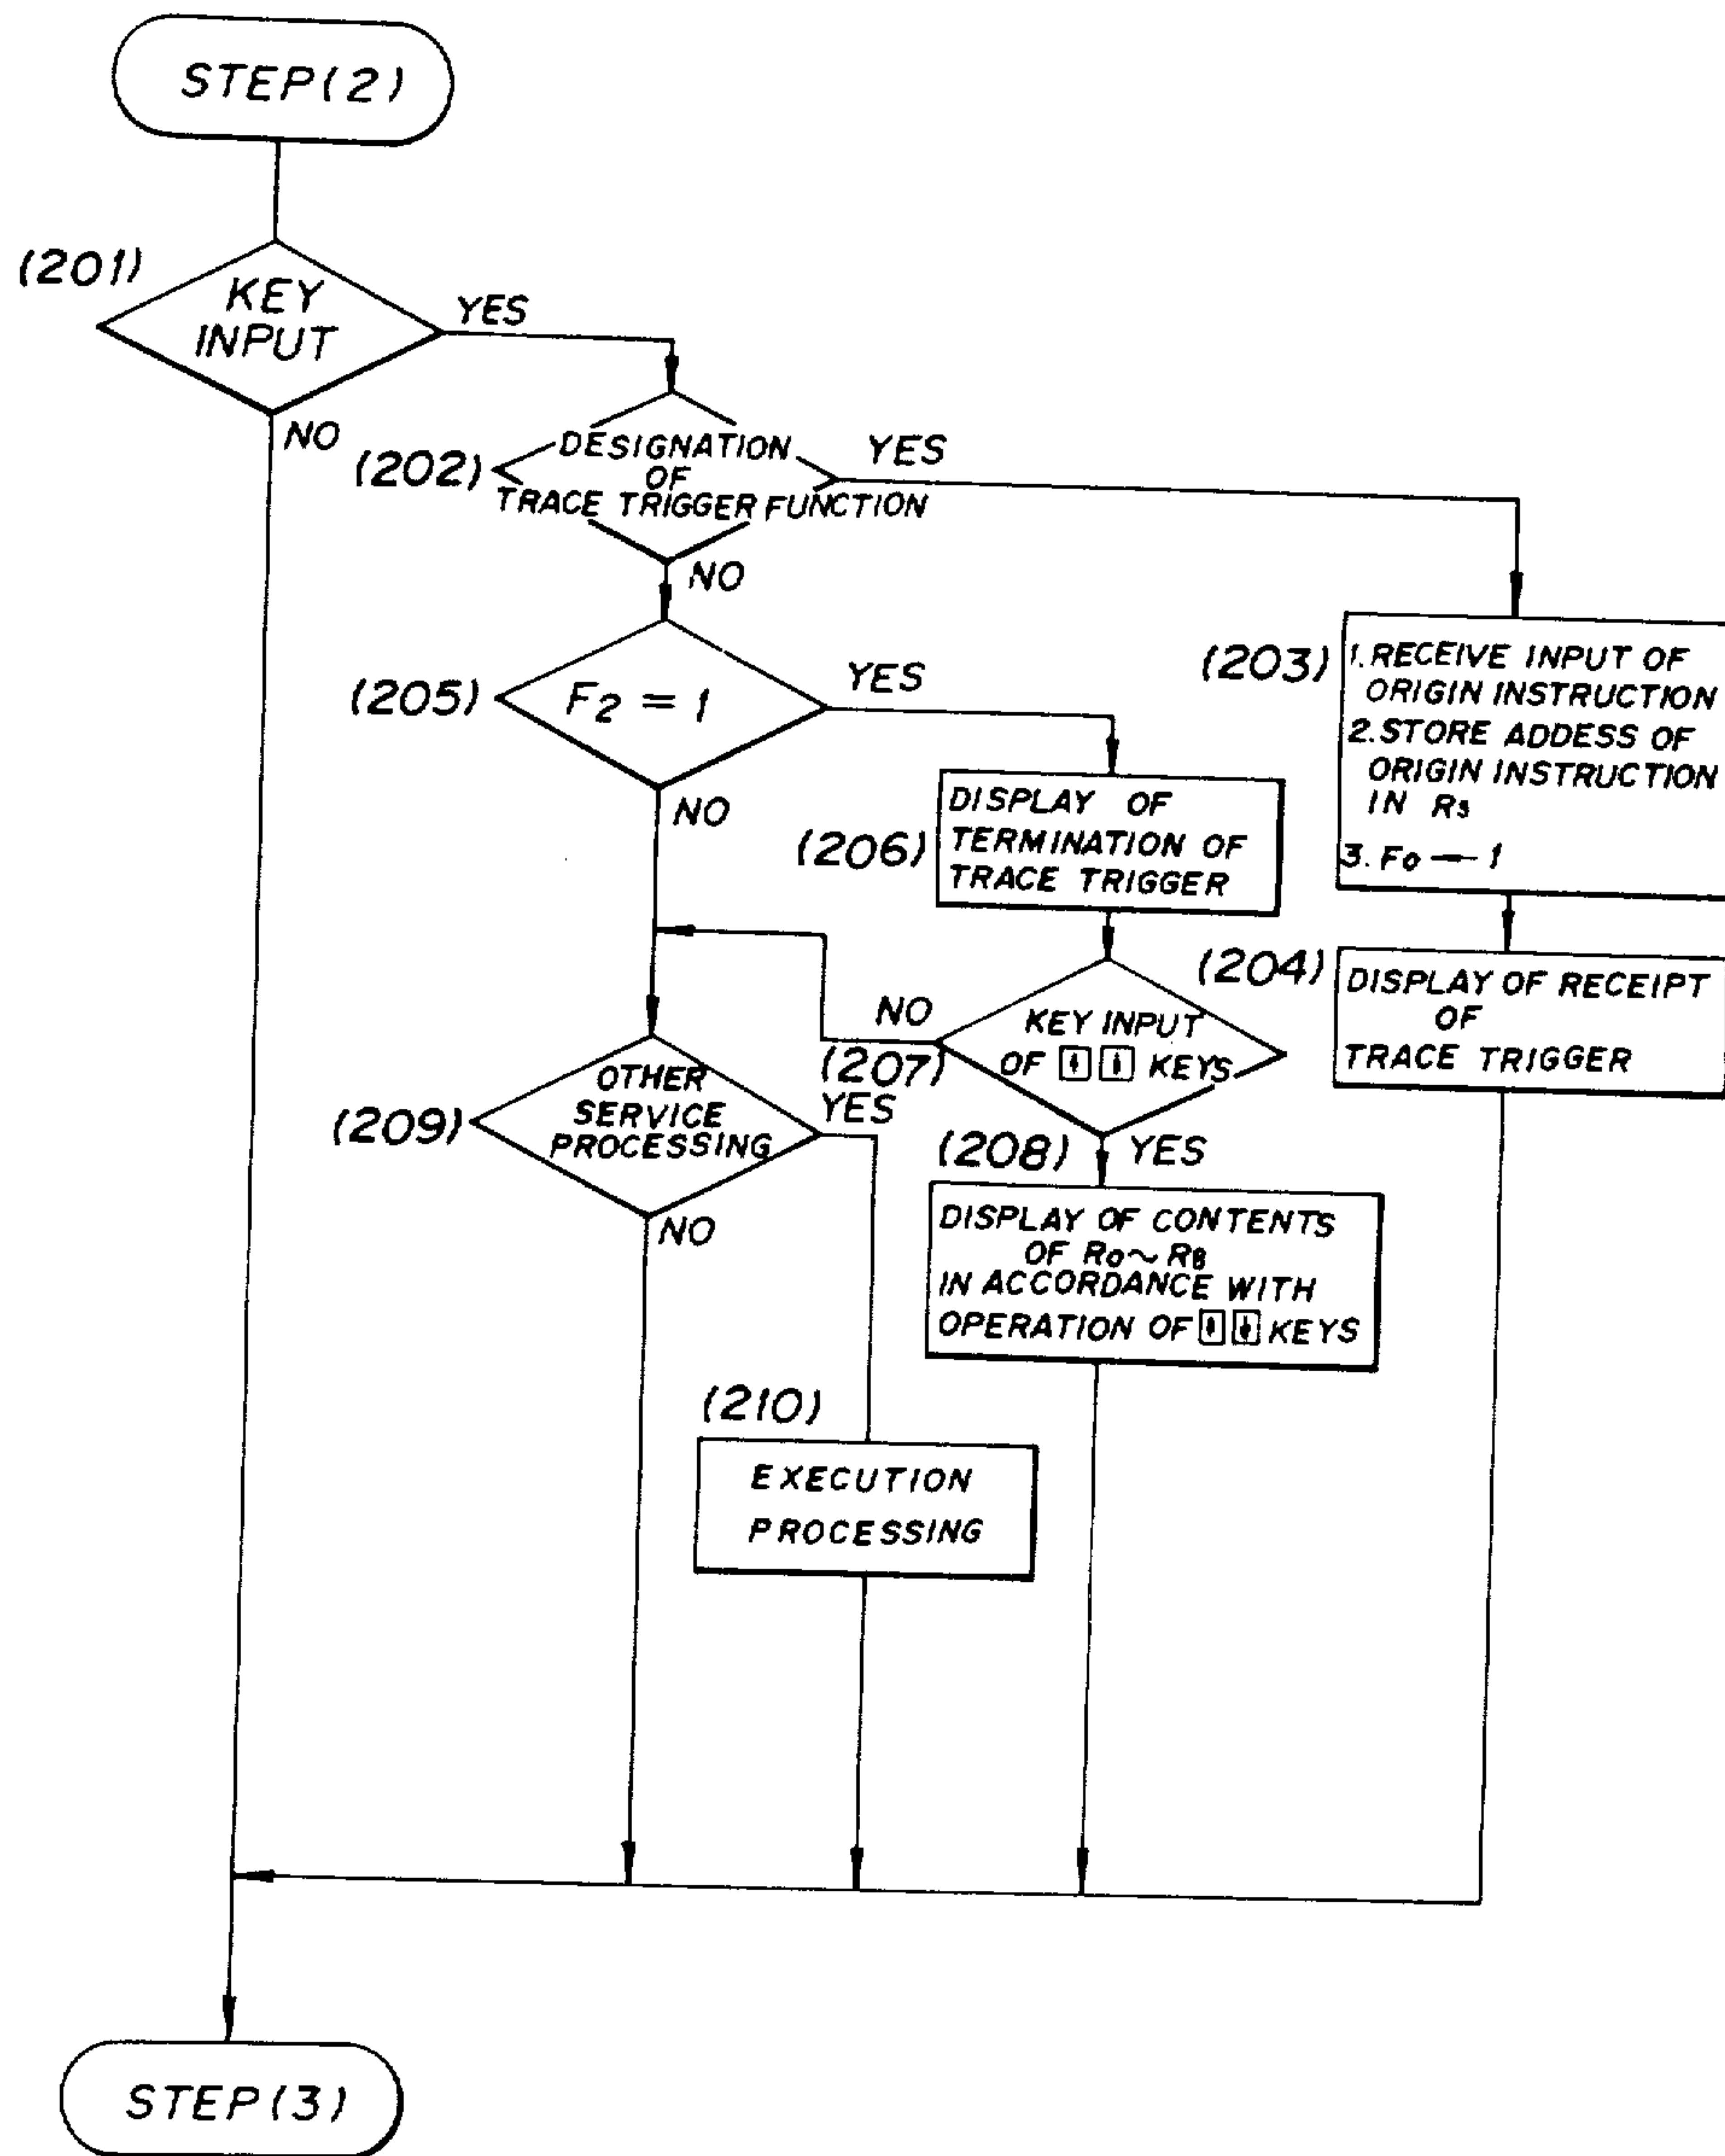 STEP(2)
(201)
KEY
INPUT
YES
NO
(202)
DESIGNATION
OF
TRACE TRIGGER FUNCTION
YES
NO
(203)
1. RECEIVE INPUT OF
ORIGIN INSTRUCTION
2. STORE ADDESS OF
ORIGIN INSTRUCTION
IN Rs
3. F0 ← 1
(204)
DISPLAY OF RECEIPT
OF
TRACE TRIGGER
(205)
F2 = 1
YES
NO
(206)
DISPLAY OF
TERMINATION OF
TRACE TRIGGER
(207)
KEY INPUT
OF KEYS
NO
YES
(208)
DISPLAY OF CONTENTS
OF R0~R8
IN ACCORDANCE WITH
OPERATION OF KEYS
(209)
OTHER
SERVICE
PROCESSING
YES
NO
(210)
EXECUTION
PROCESSING
STEP(3)